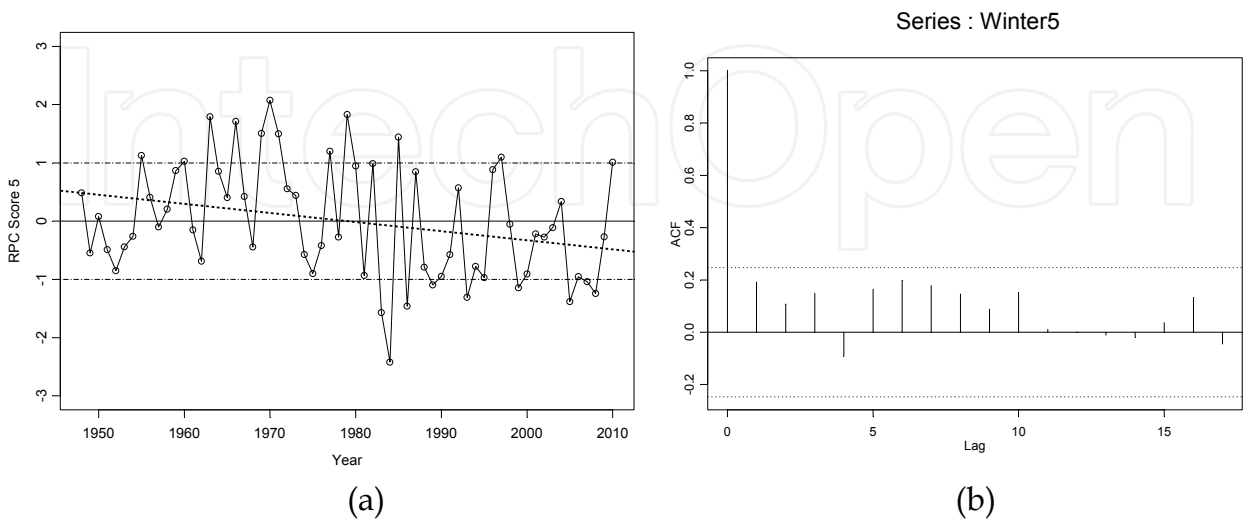 Series : Winter5
IntechOpen
RPC Score 5
3
2
1
0
-1
-2
-3
1950 1960 1970 1980 1990 2000 2010
Year
(a)
ACF
1.0
0.8
0.6
0.4
0.2
0.0
-0.2
0 5 10 15
Lag
(b)